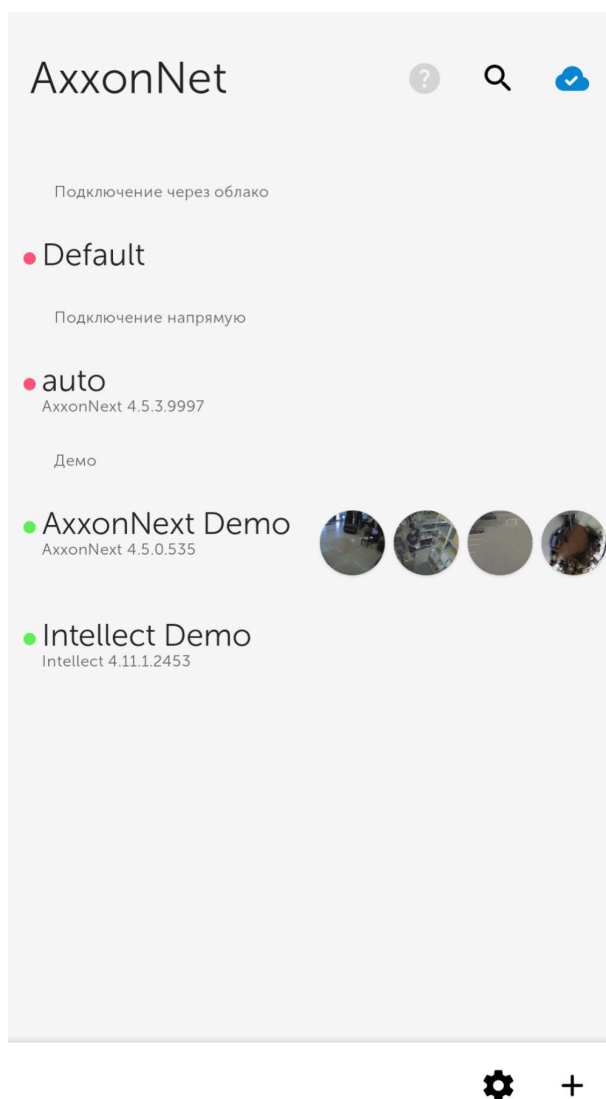 AxxonNet
Подключение через облако
Default
Подключение напрямую
auto
AxxonNext 4.5.3.9997
Демо
AxxonNext Demo
AxxonNext 4.5.0.535
Intellect Demo
Intellect 4.11.1.2453